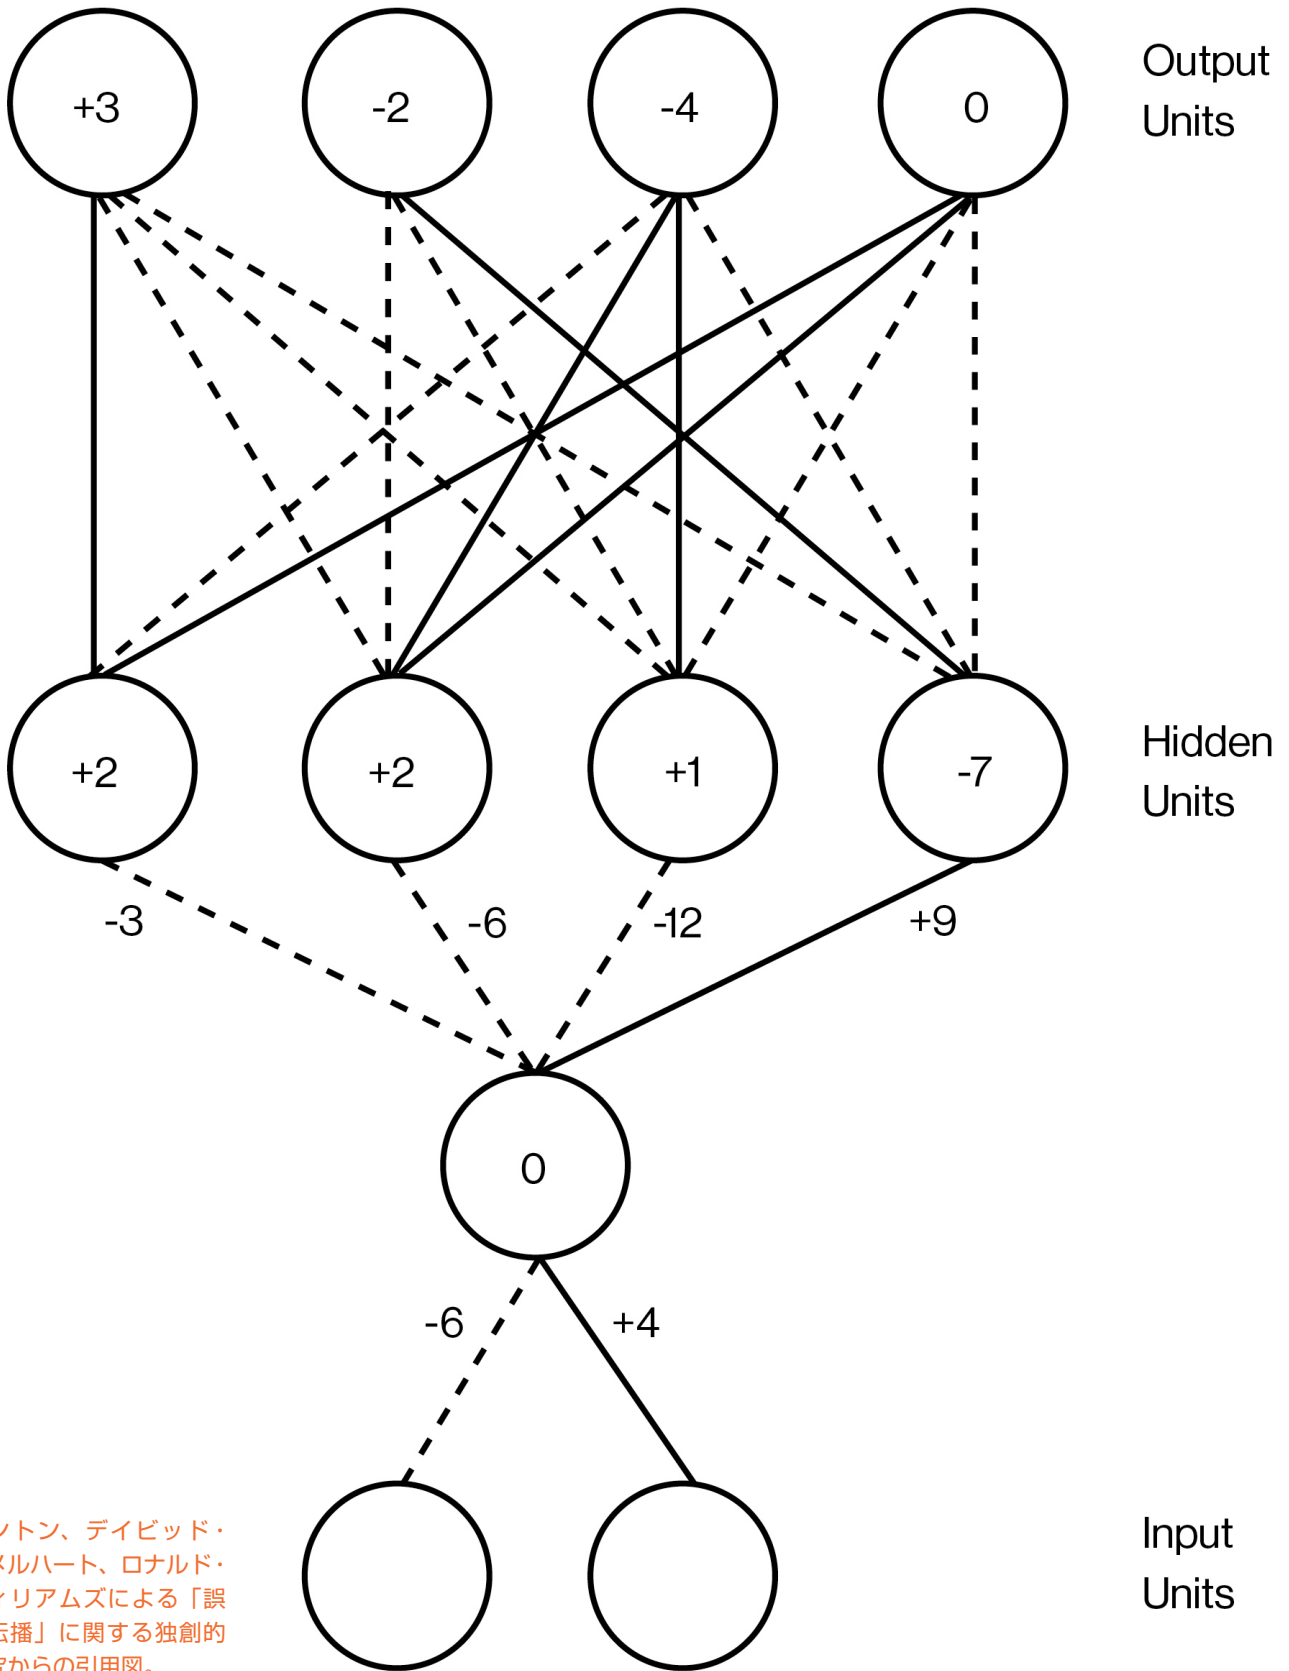 +3 -2 -4 0
Output
Units
+2 +2 +1 -7
Hidden
Units
-3 -6 -12 +9
0
-6 +4
Input
Units
ントン、デイビッド・
メルハート、ロナルド・
ィリアムズによる「誤
伝播」に関する独創的
からの引用図。